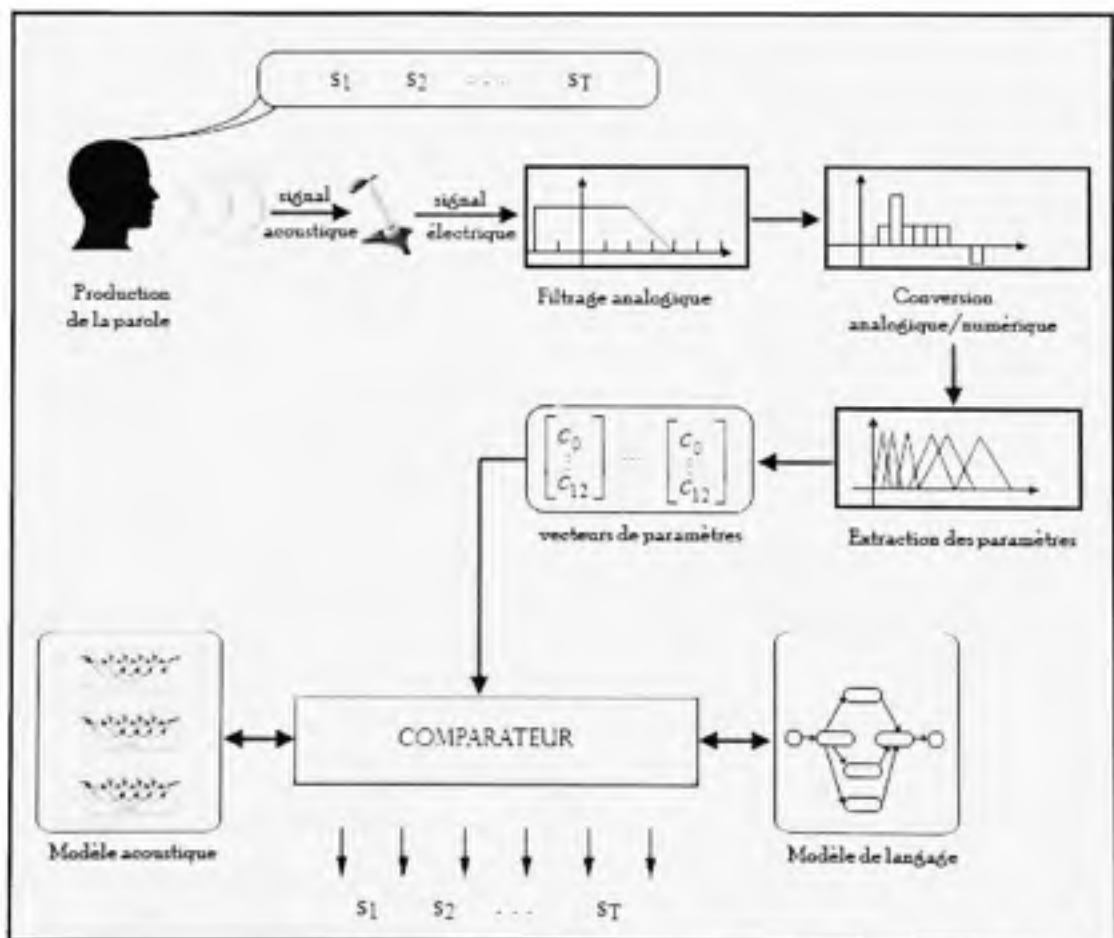 s1 s2 .... sT
signal
acoustique
signal
électrique
Production
de la parole
Filtrage analogique
Conversion
analogique/numérique
c0
c12
...
c0
c12
vecteurs de paramètres
Extraction des paramètres
COMPARATEUR
Modèle acoustique
Modèle de langage
s1 s2 ... sT